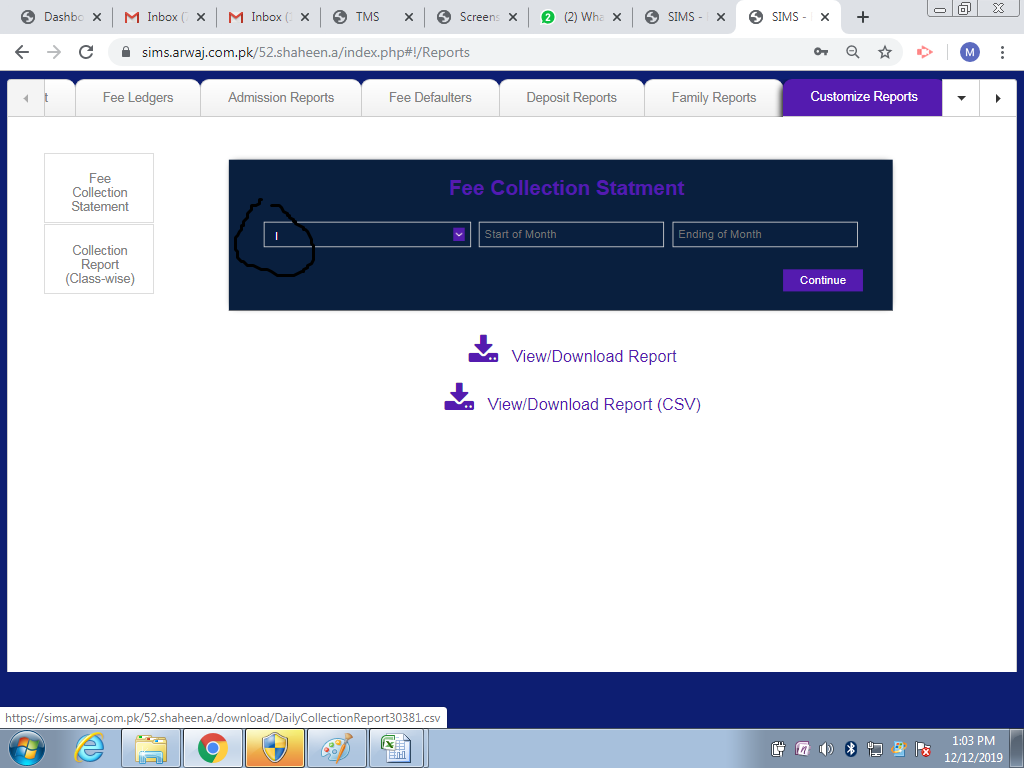 Dashbo
Inbox (
Inbox (
TMS
Screens
2
(2) Wha
SIMS -
SIMS -
sims.arwaj.com.pk/52.shaheen.a/index.php#!/Reports
M
t
Fee Ledgers
Admission Reports
Fee Defaulters
Deposit Reports
Family Reports
Customize Reports
Fee
Collection
Statement
Collection
Report
(Class-wise)
Fee Collection Statment
I
Start of Month
Ending of Month
Continue
View/Download Report
View/Download Report (CSV)
https://sims.arwaj.com.pk/52.shaheen.a/download/DailyCollectionReport30381.csv
1:03 PM
12/12/2019